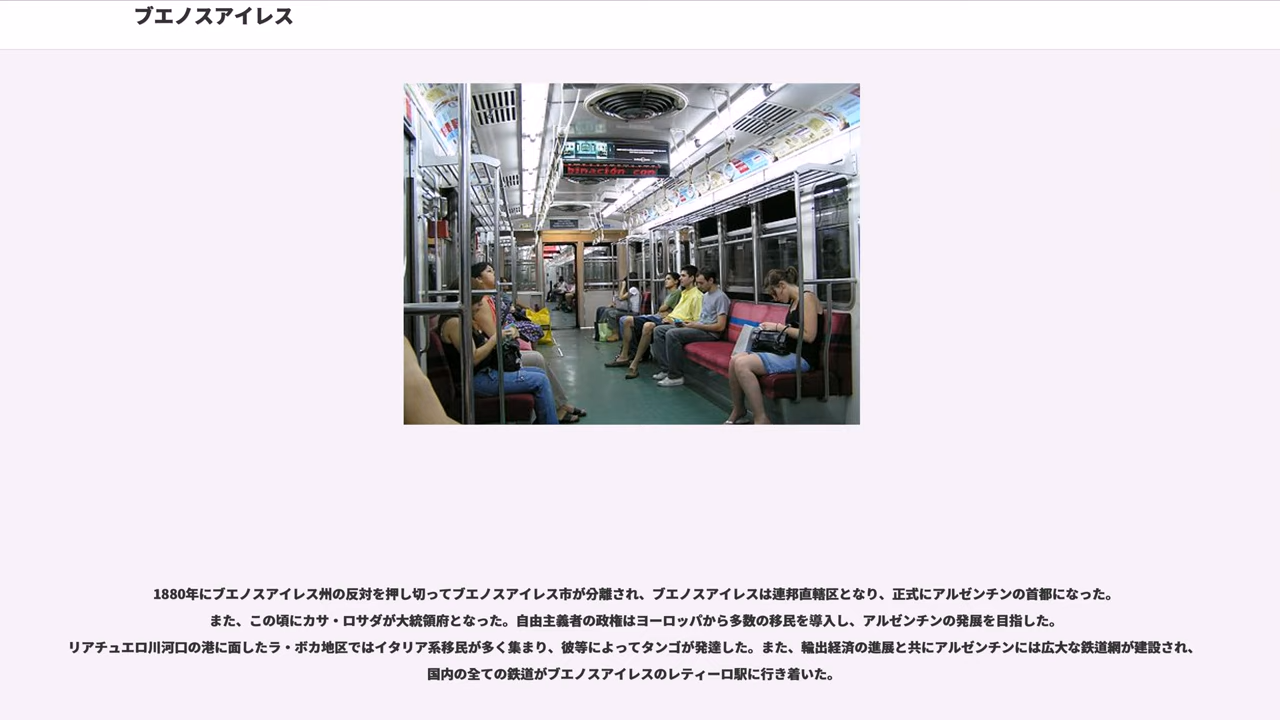 ブエノスアイレス
binación con
1880年にブエノスアイレス州の反対を押し切ってブエノスアイレス市が分離され、ブエノスアイレスは連邦直轄区となり、正式にアルゼンチンの首都になった。
また、この頃にカサ・ロサダが大統領府となった。自由主義者の政権はヨーロッパから多数の移民を導入し、アルゼンチンの発展を目指した。
リアチュエロ川河口の港に面したラ・ボカ地区ではイタリア系移民が多く集まり、彼等によってタンゴが発達した。また、輸出経済の進展と共にアルゼンチンには広大な鉄道網が建設され、
国内の全ての鉄道がブエノスアイレスのレティーロ駅に行き着いた。